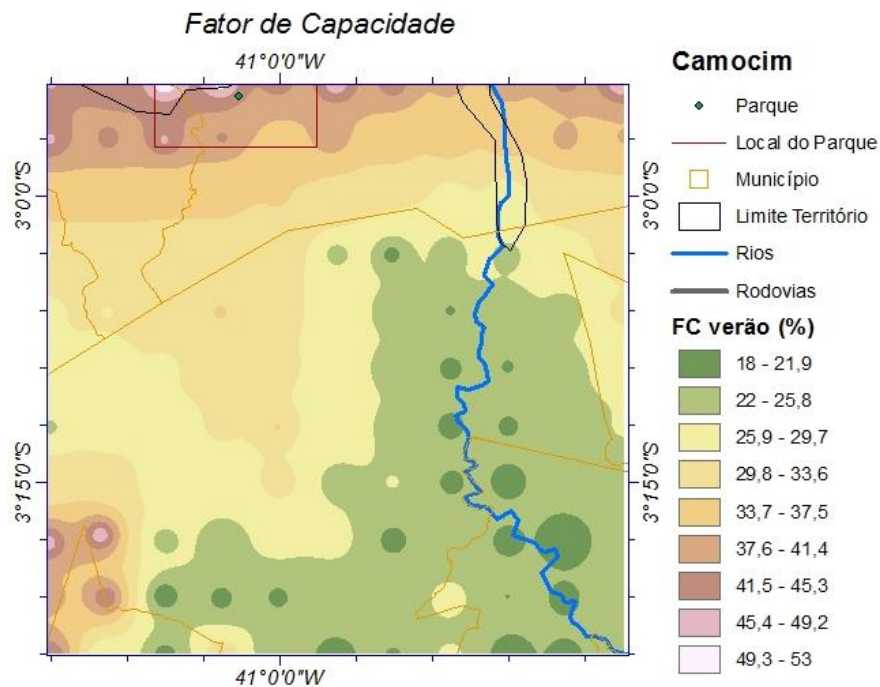 Fator de Capacidade
41°0'0"W
3°0'0"S
3°15'0"S
3°0'0"S
3°15'0"S
41°0'0"W
Camocim
Parque
Local do Parque
Município
Limite Território
Rios
Rodovias
FC verão (%)
18 - 21,9
22 - 25,8
25,9 - 29,7
29,8 - 33,6
33,7 - 37,5
37,6 - 41,4
41,5 - 45,3
45,4 - 49,2
49,3 - 53